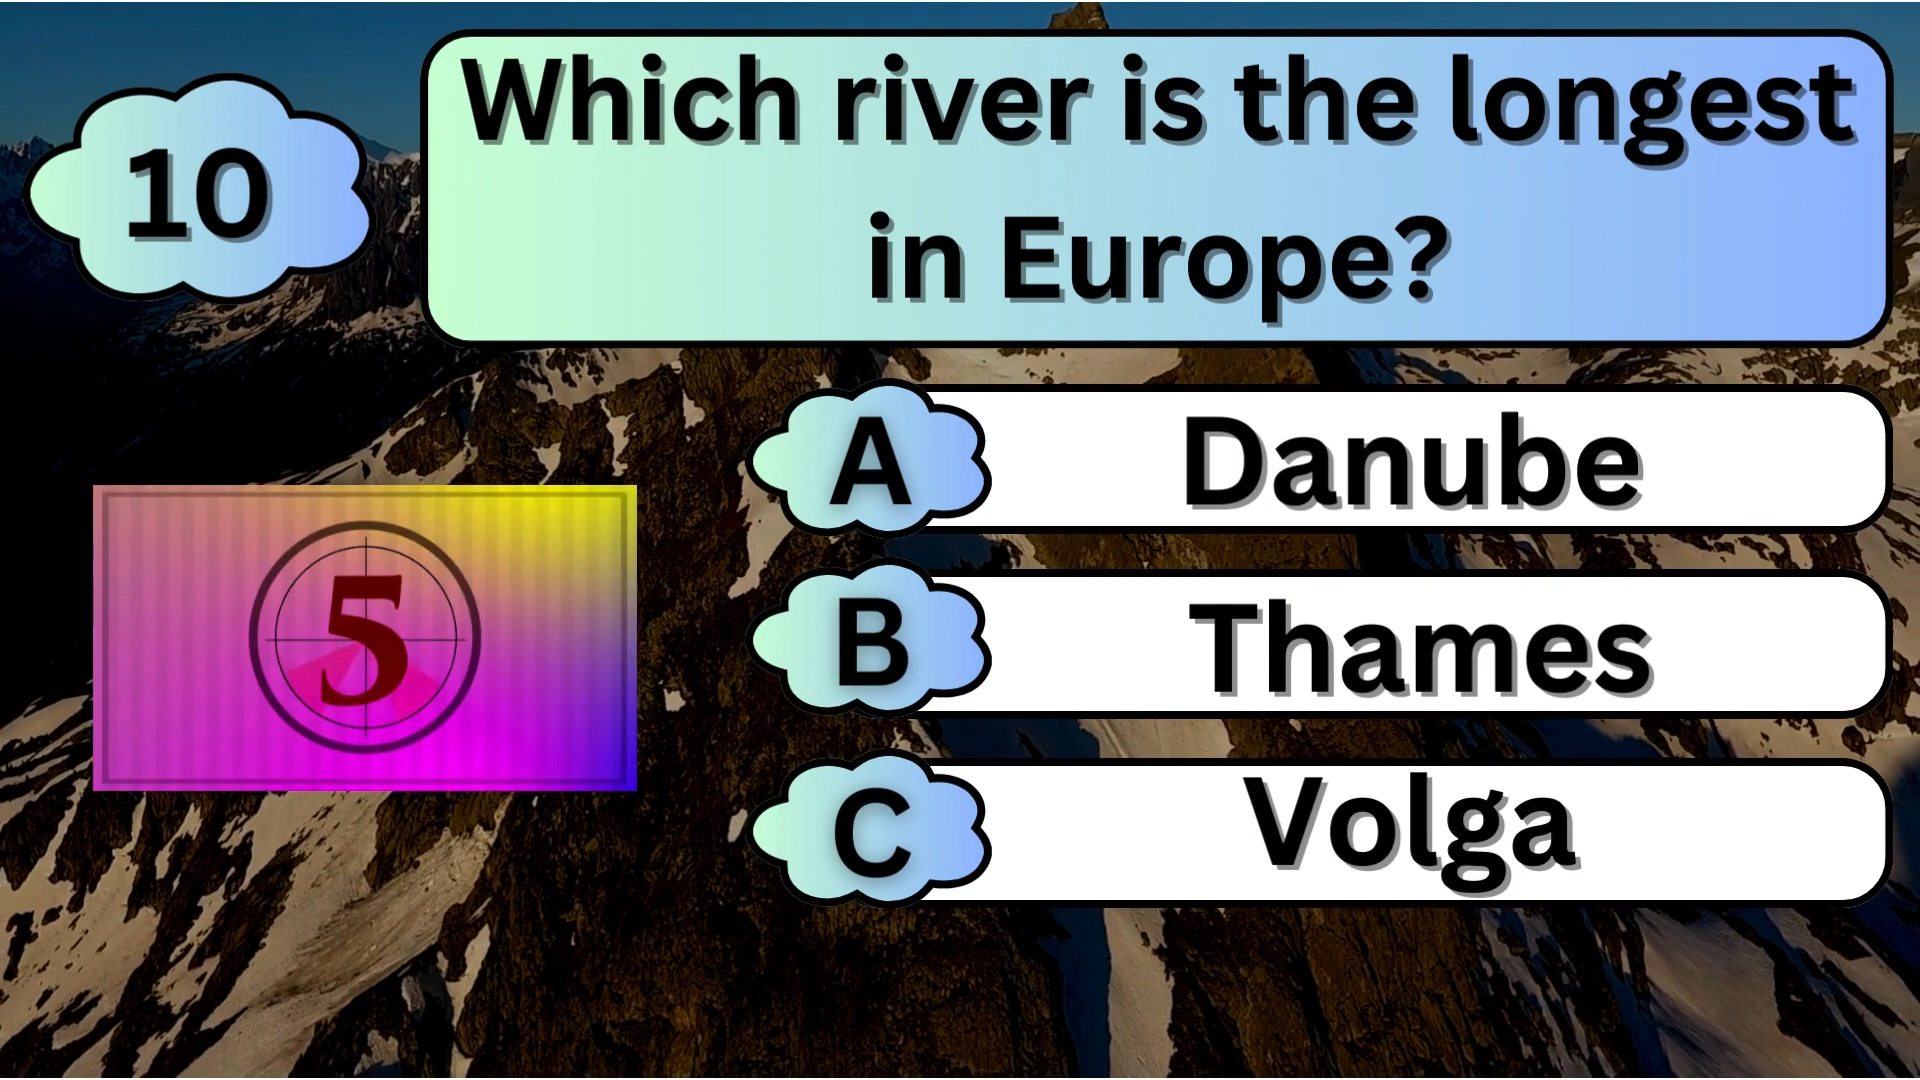 10
Which river is the longest
in Europe?
A Danube
5
B Thames
C Volga